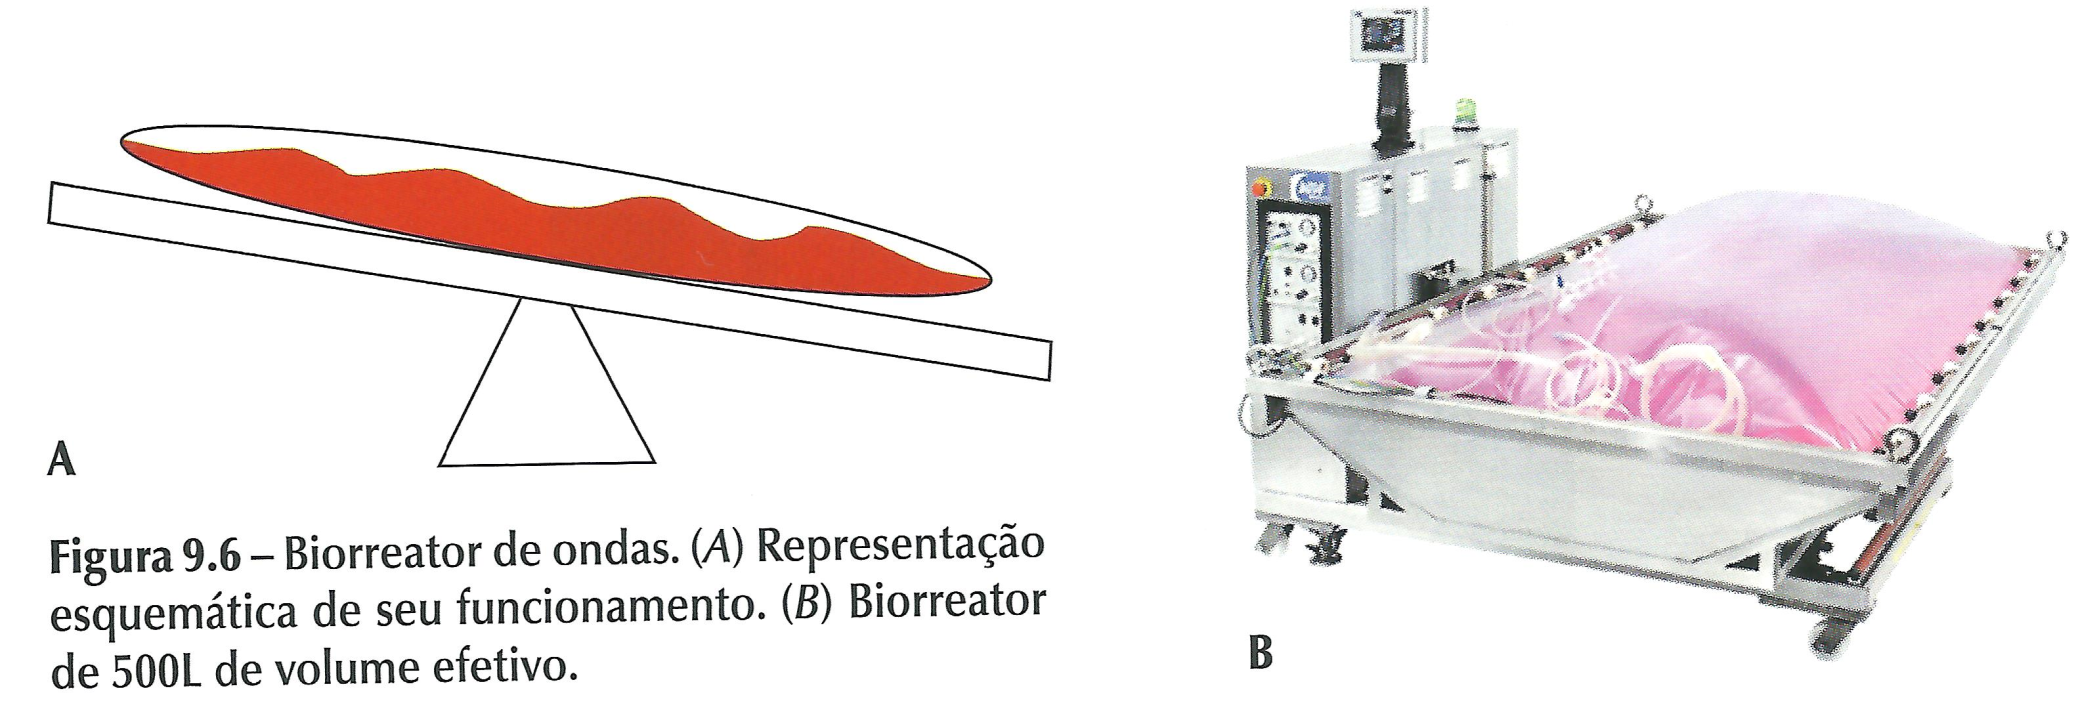 A
Figura 9.6 – Biorreator de ondas. (A) Representação
esquemática de seu funcionamento. (B) Biorreator
de 500L de volume efetivo.
B